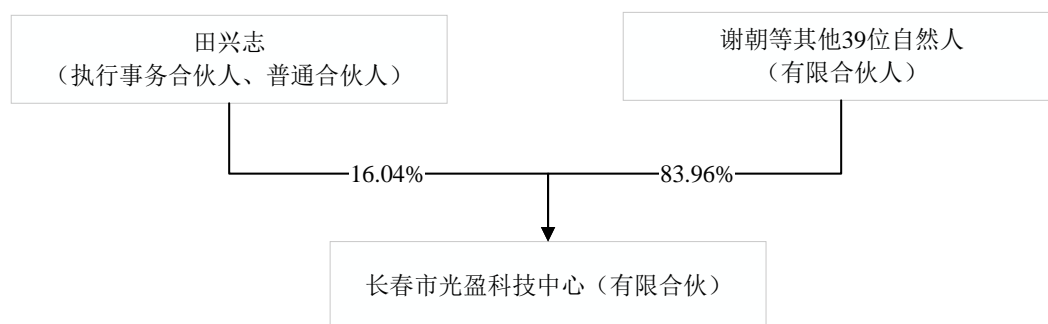 田兴志
（执行事务合伙人、普通合伙人）
谢朝等其他39位自然人
（有限合伙人）
16.04%
83.96%
长春市光盈科技中心（有限合伙）